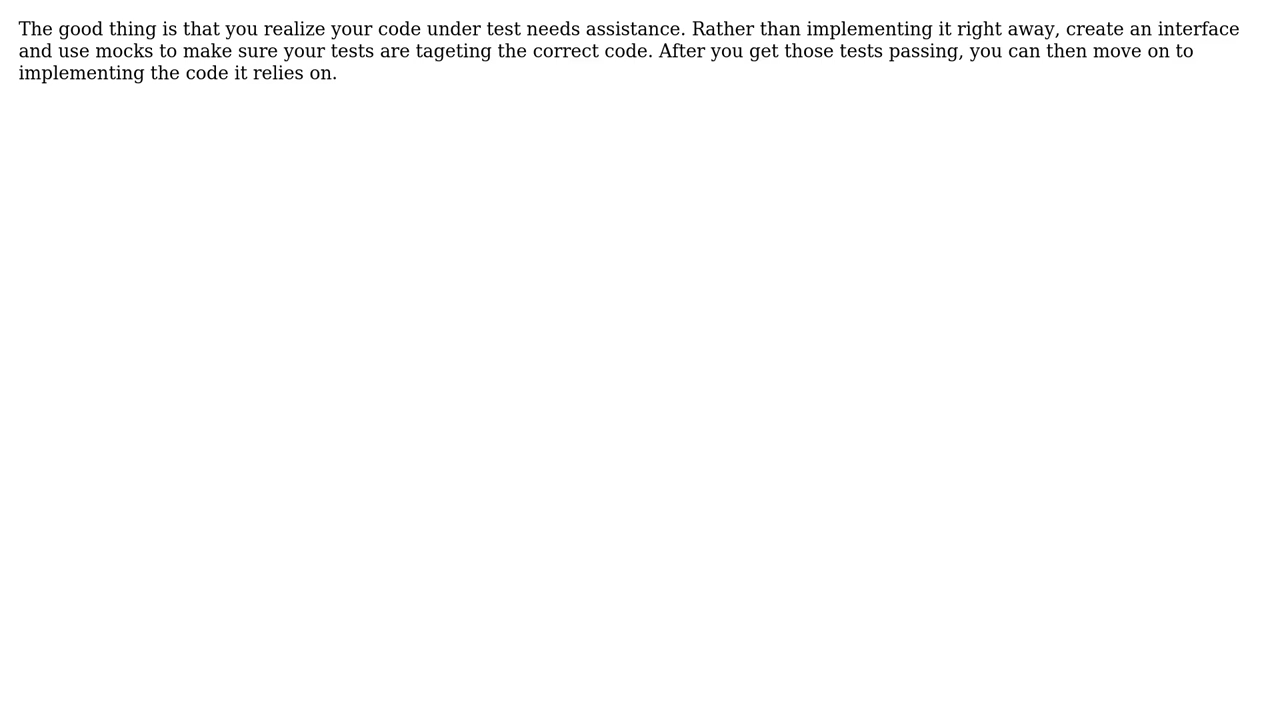 The good thing is that you realize your code under test needs assistance. Rather than implementing it right away, create an interface
and use mocks to make sure your tests are tageting the correct code. After you get those tests passing, you can then move on to
implementing the code it relies on.